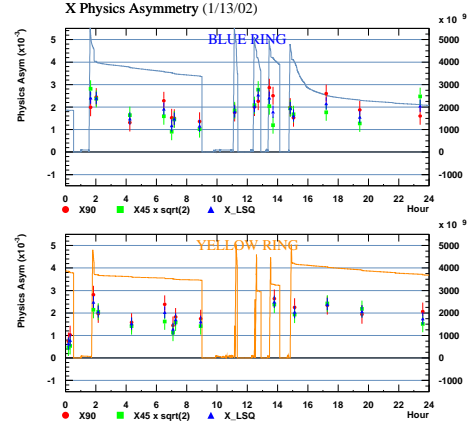 X Physics Asymmetry (1/13/02)
x 10 9
BLUE RING
Physics Asym (x10-3)
5
4
3
2
1
0
-1
5000
4000
3000
2000
1000
0
-1000
0 2 4 6 8 10 12 14 16 18 20 22 24
Hour
X90 X45 x sqrt(2) X_LSQ
x 10 9
YELLOW RING
Physics Asym (x10-3)
5
4
3
2
1
0
-1
5000
4000
3000
2000
1000
0
-1000
0 2 4 6 8 10 12 14 16 18 20 22 24
Hour
X90 X45 x sqrt(2) X_LSQ